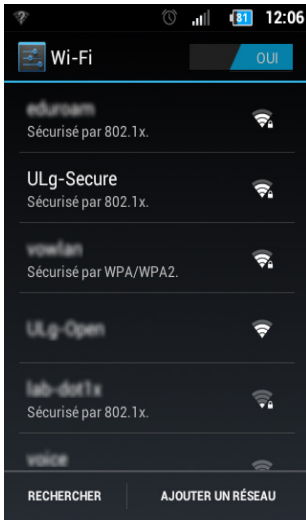 81 12:06
Wi-Fi OUI
eduroam
Sécurisé par 802.1x.
ULg-Secure
Sécurisé par 802.1x.
vowlan
Sécurisé par WPA/WPA2.
ULg-Open
lab-dot1x
Sécurisé par 802.1x.
voice
RECHERCHER AJOUTER UN RÉSEAU